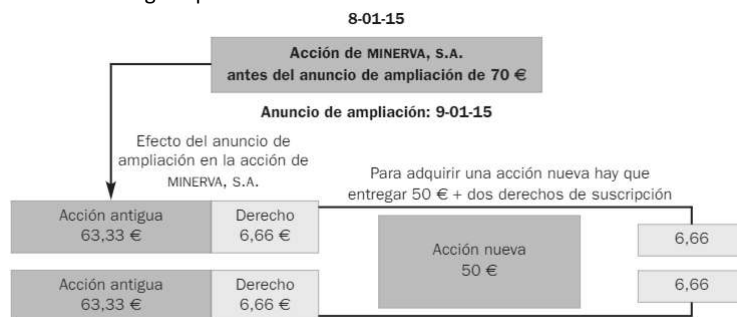 8-01-15
Acción de MINERVA, S.A.
antes del anuncio de ampliación de 70 €
Anuncio de ampliación: 9-01-15
Efecto del anuncio de
ampliación en la acción de
MINERVA, S.A.
Para adquirir una acción nueva hay que
entregar 50 € + dos derechos de suscripción
Acción antigua
63,33 €
Derecho
6,66 €
Acción nueva
50 €
6,66
Acción antigua
63,33 €
Derecho
6,66 €
6,66